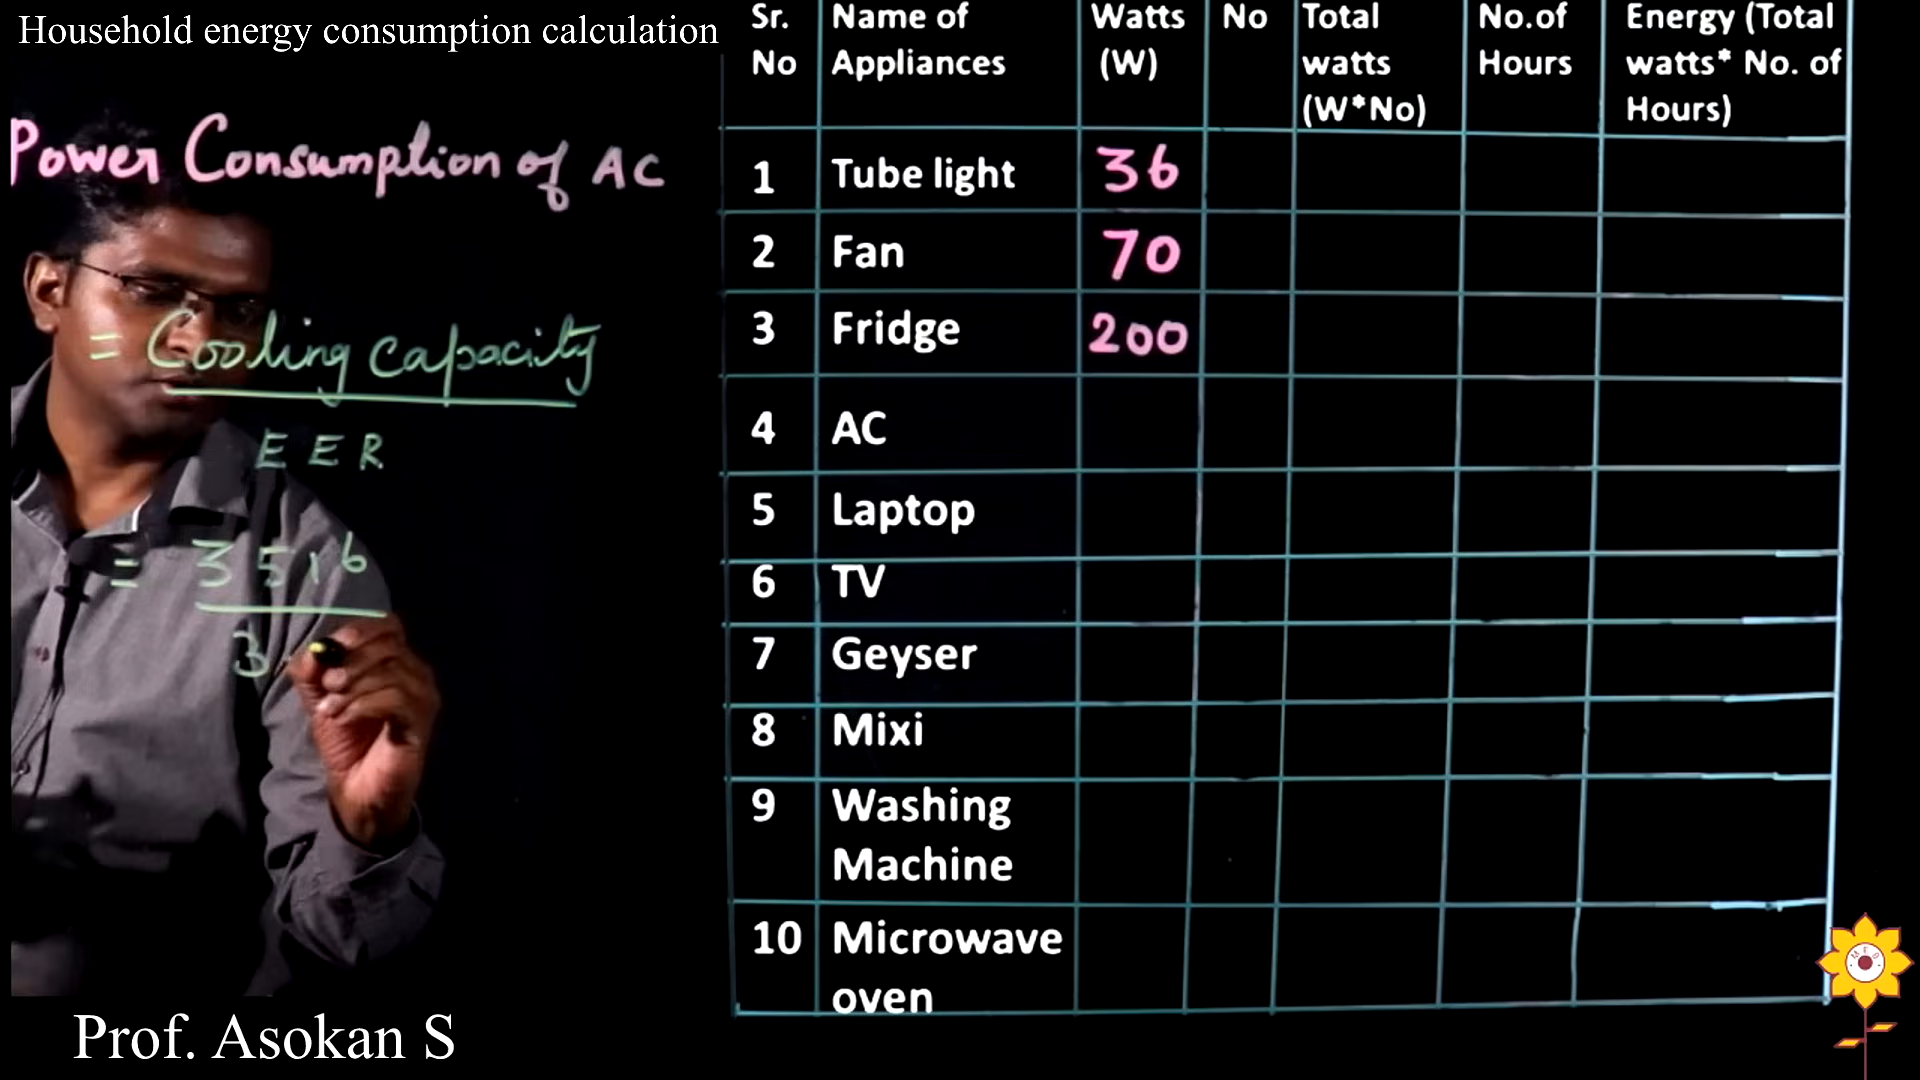 Household energy consumption calculation
Power Consumption of AC
= Cooling capacity
EER
= 3516
3.
Prof. Asokan S
Sr. No | Name of Appliances | Watts (W) | No | Total watts (W*No) | No.of Hours | Energy (Total watts* No. of Hours)
1 Tube light 36
2 Fan 70
3 Fridge 200
4 AC
5 Laptop
6 TV
7 Geyser
8 Mixi
9 Washing Machine
10 Microwave oven